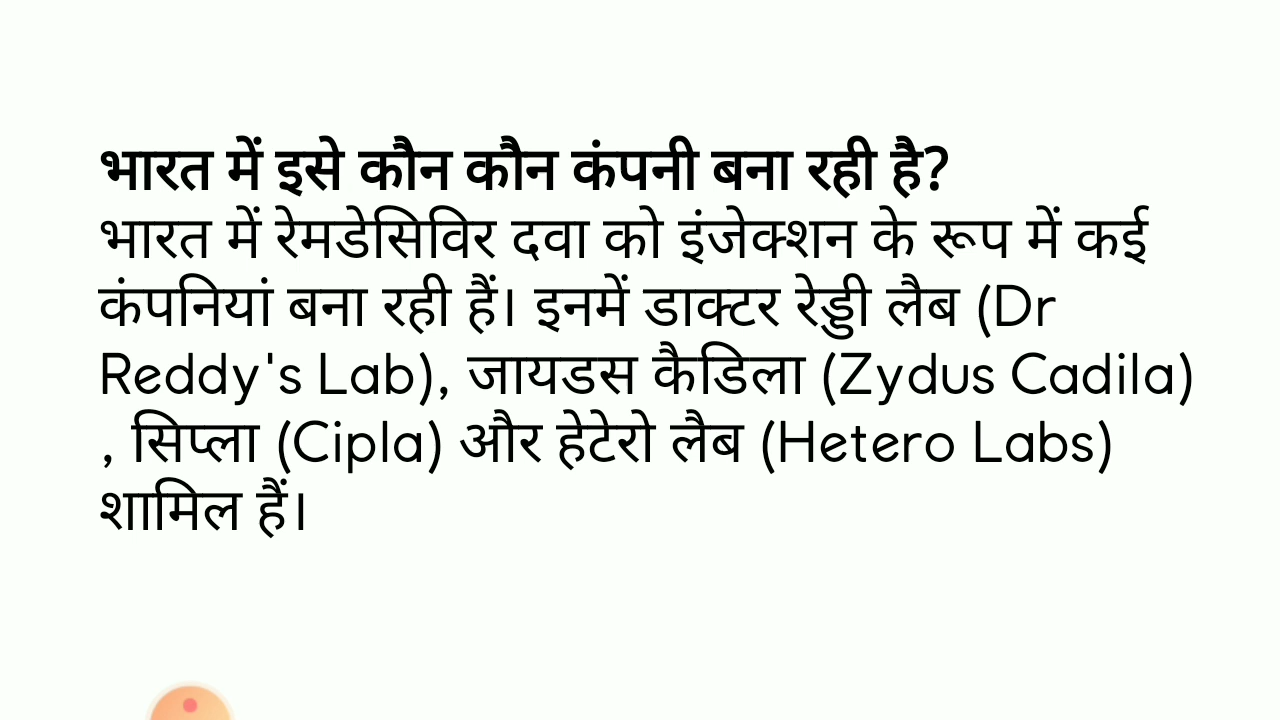 भारत में इसे कौन कौन कंपनी बना रही है?
भारत में रेमडेसिविर दवा को इंजेक्शन के रूप में कई
कंपनियां बना रही हैं। इनमें डाक्टर रेड्डी लैब (Dr
Reddy's Lab), जायडस कैडिला (Zydus Cadila)
, सिप्ला (Cipla) और हेटेरो लैब (Hetero Labs)
शामिल हैं।